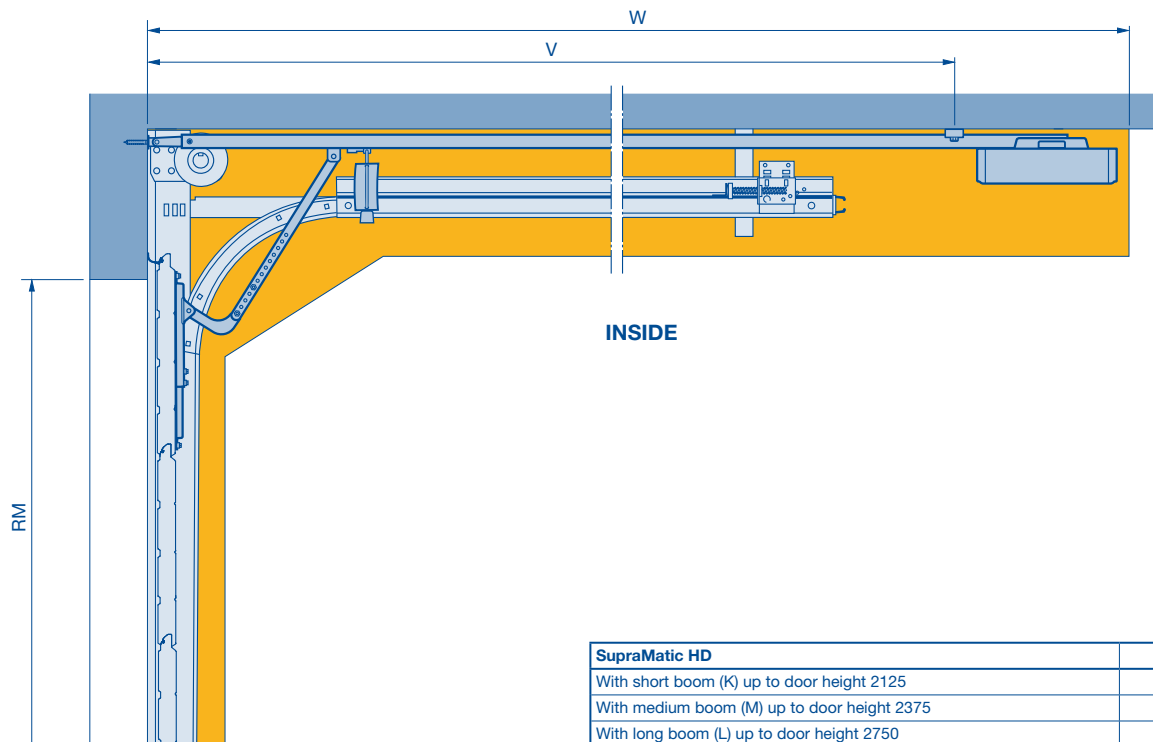 W
V
INSIDE
RM
SupraMatic HD
With short boom (K) up to door height 2125
With medium boom (M) up to door height 2375
With long boom (L) up to door height 2750